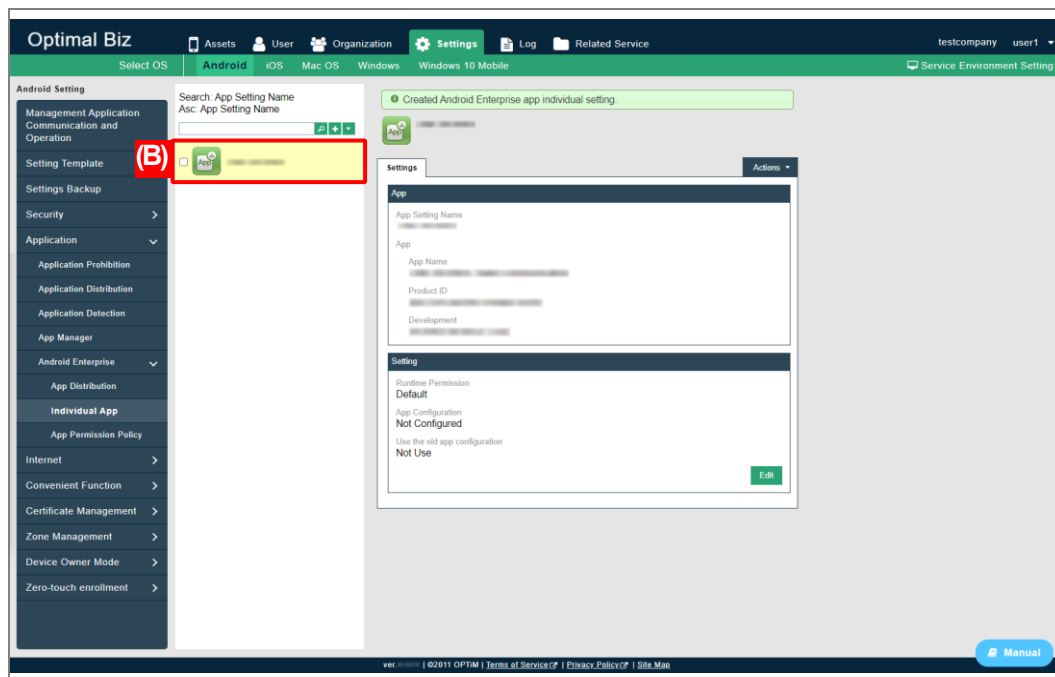 Optimal Biz
Assets User Organization Settings Log Related Service
testcompany user1
Select OS Android iOS Mac OS Windows Windows 10 Mobile
Service Environment Setting
Android Setting
Management Application
Communication and
Operation
Setting Template
Settings Backup
Security
Application
Application Prohibition
Application Distribution
Application Detection
App Manager
Android Enterprise
App Distribution
Individual App
App Permission Policy
Internet
Convenient Function
Certificate Management
Zone Management
Device Owner Mode
Zero-touch enrollment
Search: App Setting Name
Asc: App Setting Name
(B)
App
Created Android Enterprise app individual setting.
App
Settings
Actions
App
App Setting Name
App
App Name
Product ID
Development
Setting
Runtime Permission
Default
App Configuration
Not Configured
Use the old app configuration
Not Use
Edit
Manual
ver. | ©2011 OPTiM | Terms of Service | Privacy Policy | Site Map